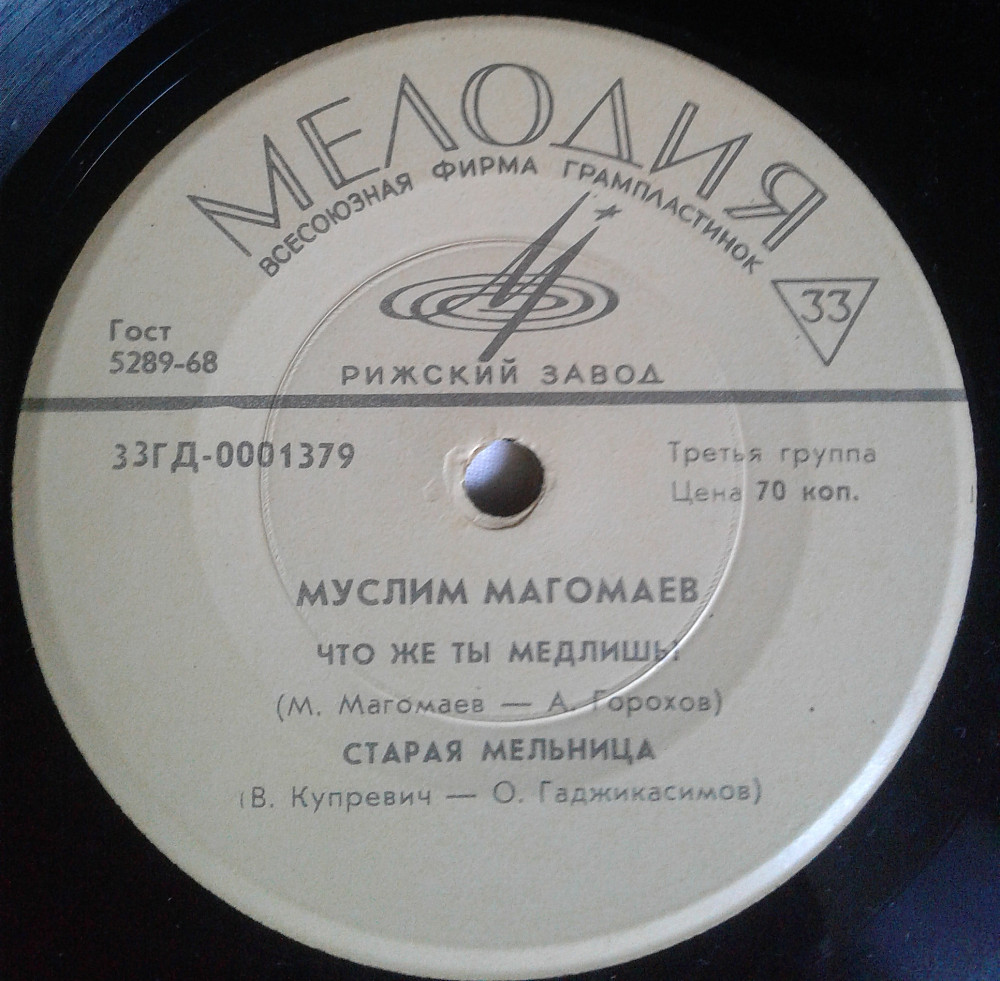 МЕЛОДИЯ
ВСЕСОЮЗНАЯ ФИРМА ГРАМПЛАСТИНОК
33
Гост
5289-68
РИЖСКИЙ ЗАВОД
33ГД-0001379
Третья группа
Цена 70 коп.
МУСЛИМ МАГОМАЕВ
ЧТО ЖЕ ТЫ МЕДЛИШЬ!
(М. Магомаев — А. Горохов)
СТАРАЯ МЕЛЬНИЦА
(В. Купревич — О. Гаджикасимов)